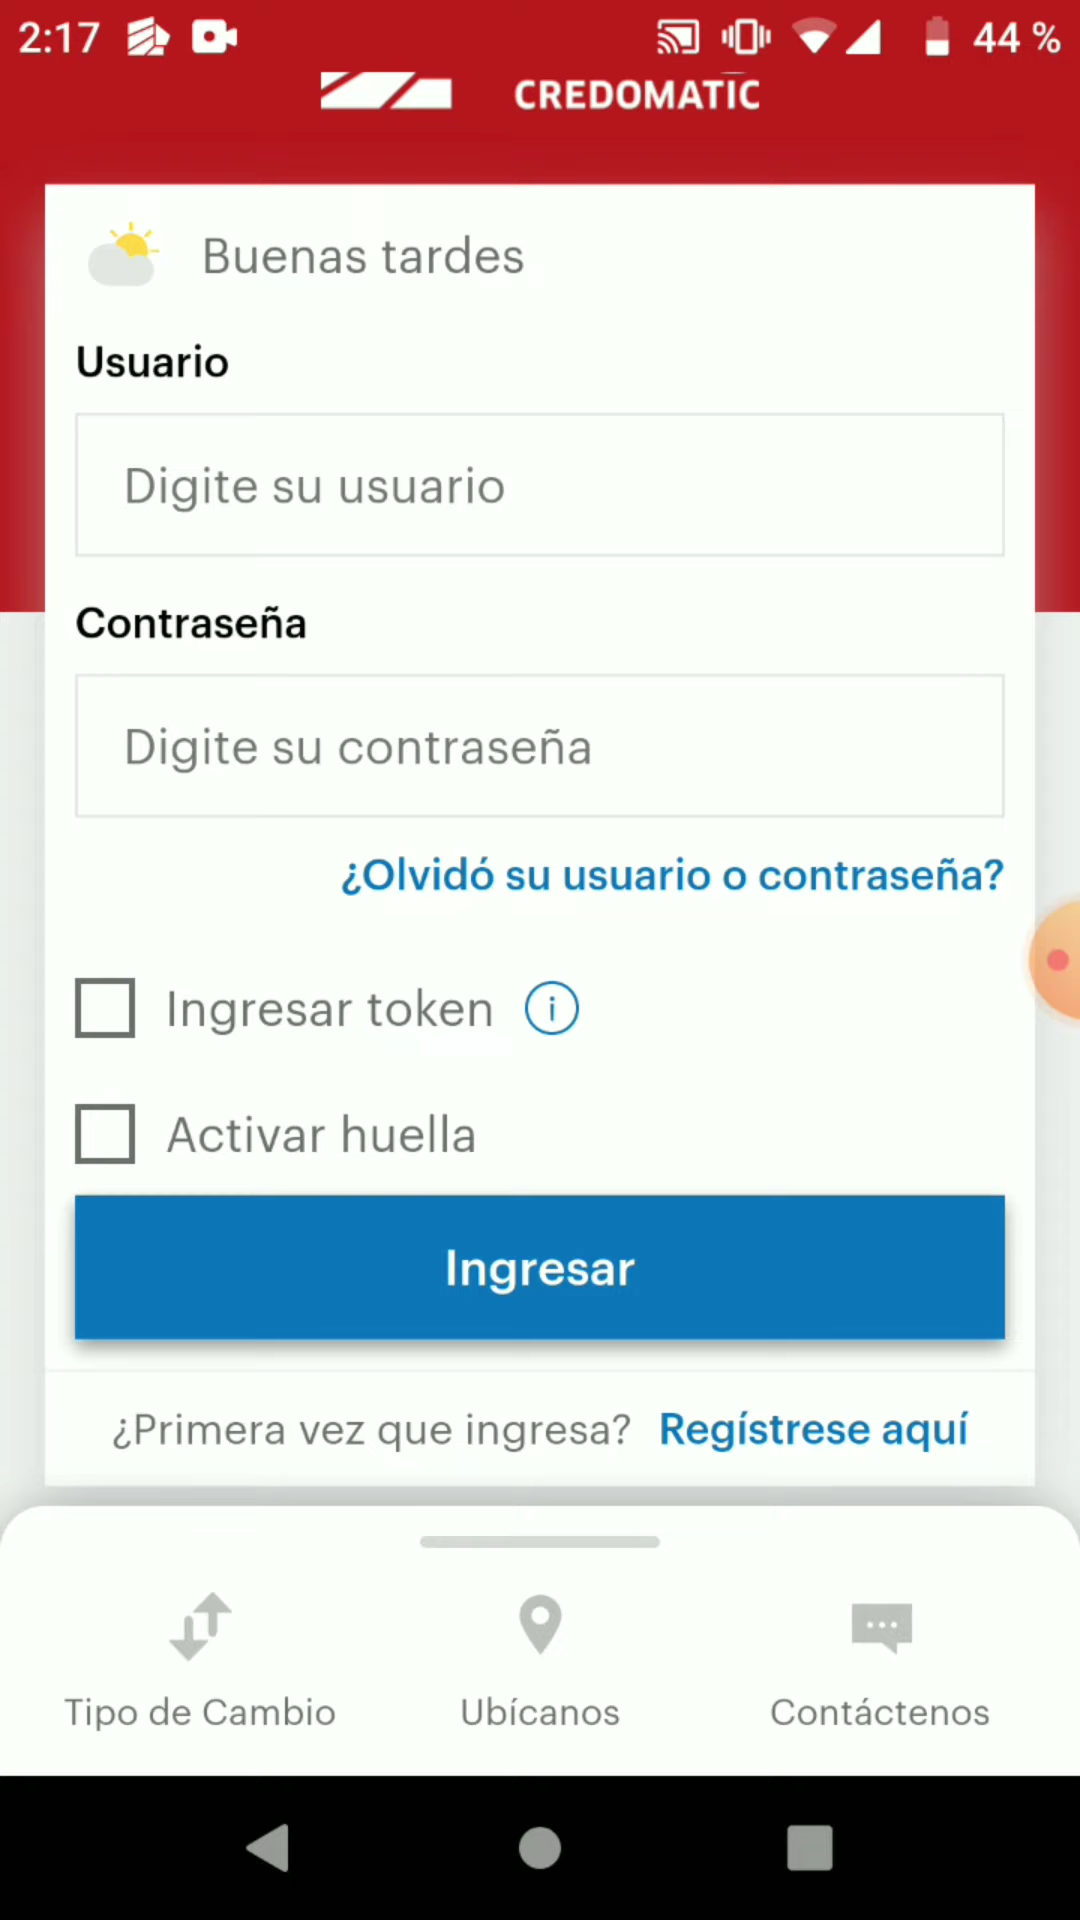 2:17
44 %
CREDOMATIC
Buenas tardes
Usuario
Digite su usuario
Contraseña
Digite su contraseña
¿Olvidó su usuario o contraseña?
Ingresar token i
Activar huella
Ingresar
¿Primera vez que ingresa? Regístrese aquí
Tipo de Cambio
Ubícanos
Contáctenos